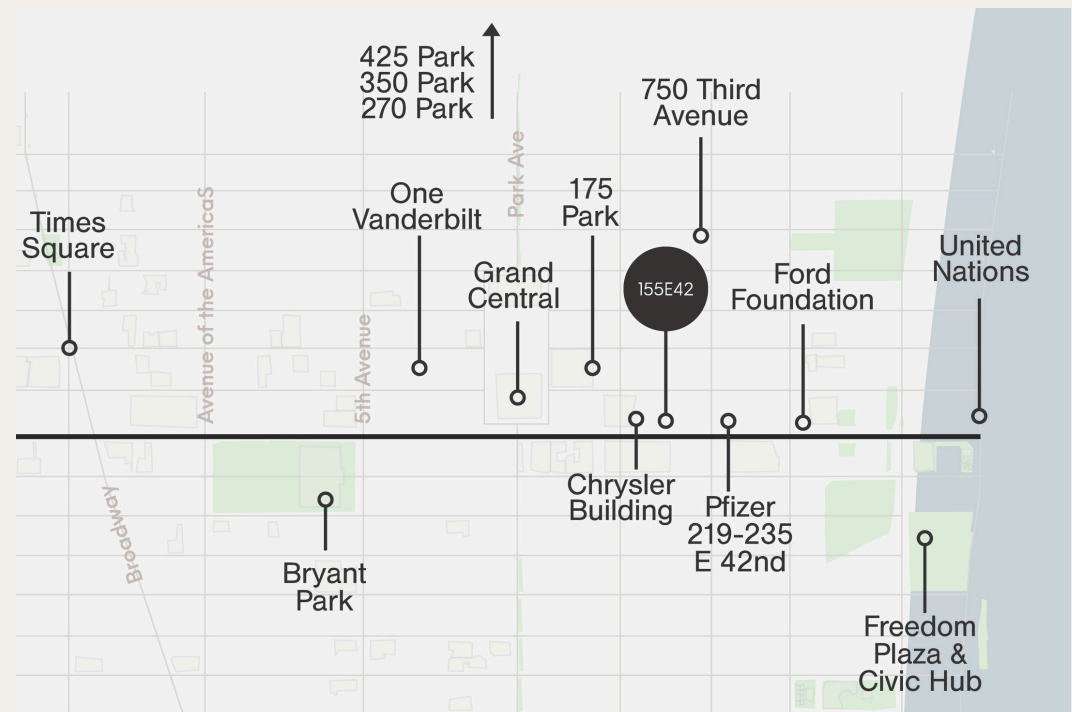 425 Park
350 Park
270 Park
750 Third
Avenue
Park Ave
One
Vanderbilt
175
Park
Times
Square
Avenue of the AmericaS
Grand
Central
155E42
Ford
Foundation
United
Nations
5th Avenue
Chrysler
Building
Pfizer
219-235
E 42nd
Broadway
Bryant
Park
Freedom
Plaza &
Civic Hub